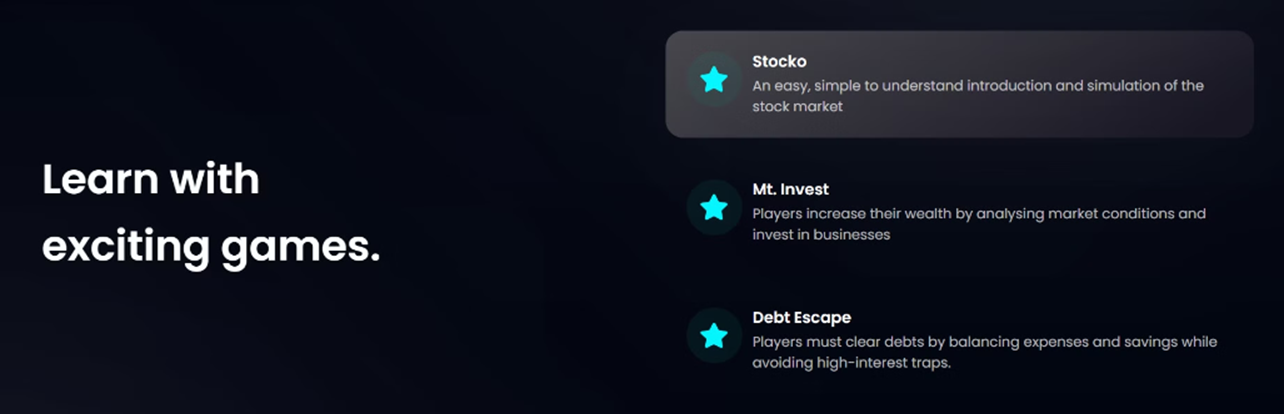 Learn with
exciting games.
Stocko
An easy, simple to understand introduction and simulation of the
stock market
Mt. Invest
Players increase their wealth by analysing market conditions and
invest in businesses
Debt Escape
Players must clear debts by balancing expenses and savings while
avoiding high-interest traps.